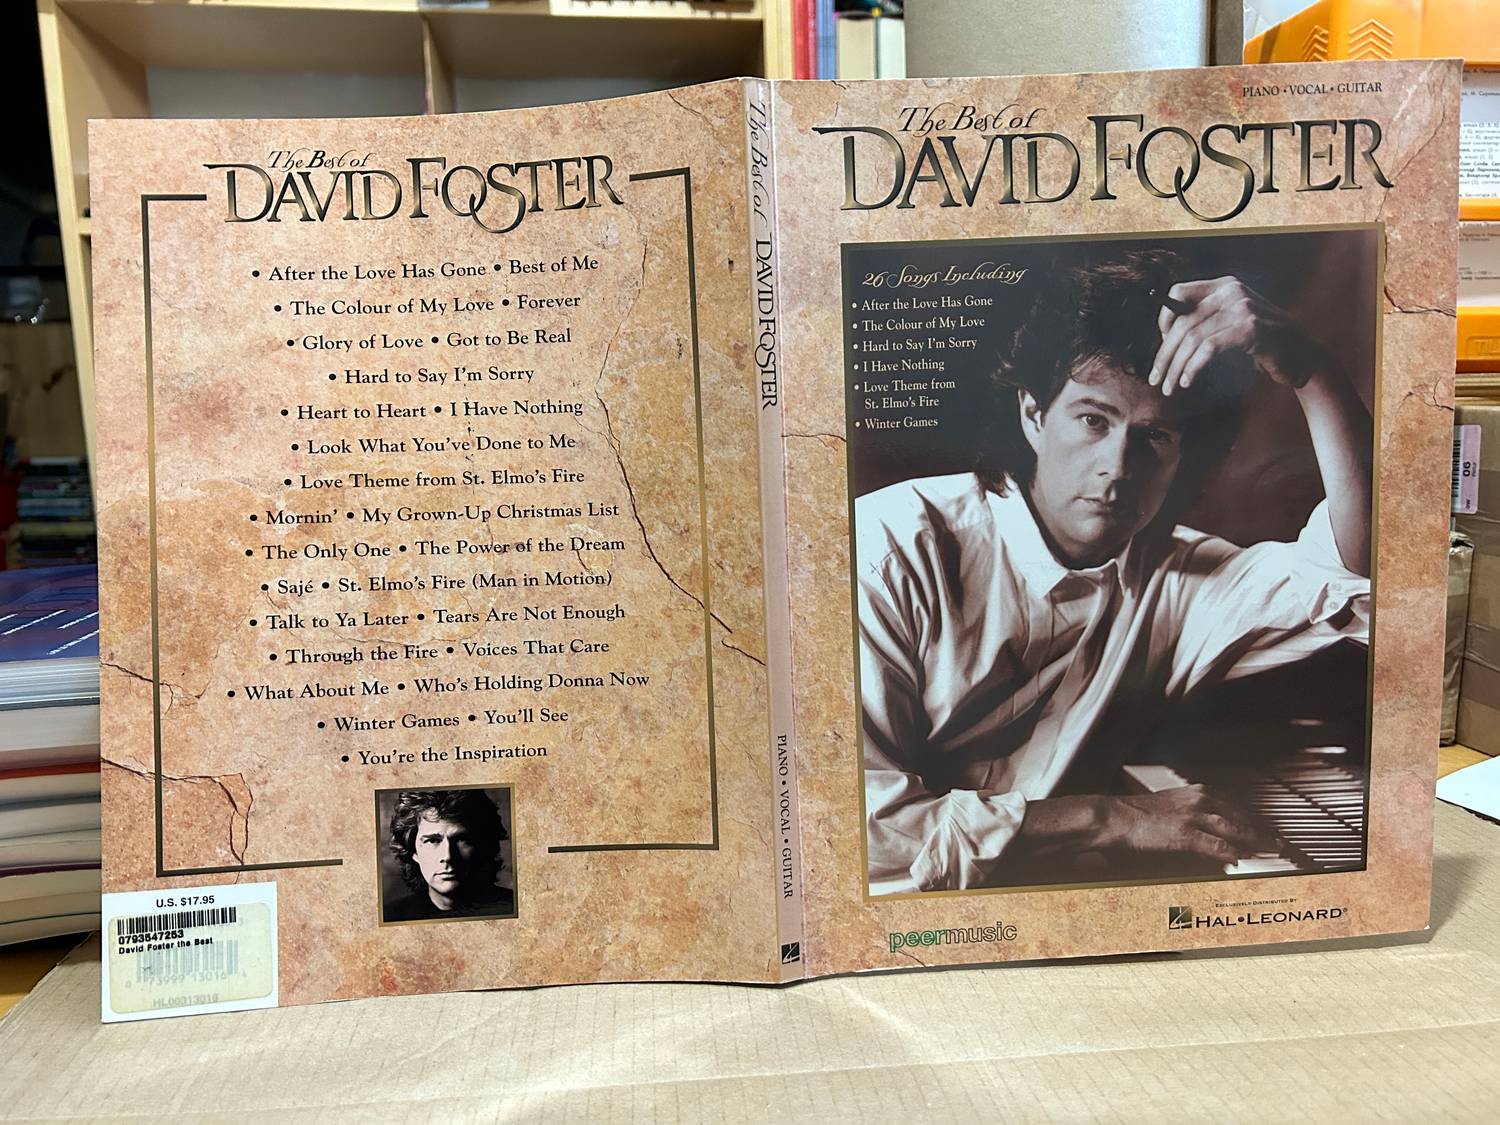 The Best of
DAVID FOSTER
• After the Love Has Gone • Best of Me
• The Colour of My Love • Forever
• Glory of Love • Got to Be Real
• Hard to Say I'm Sorry
• Heart to Heart • I Have Nothing
• Look What You've Done to Me
• Love Theme from St. Elmo's Fire
• Mornin' • My Grown-Up Christmas List
• The Only One • The Power of the Dream
• Sajé • St. Elmo's Fire (Man in Motion)
• Talk to Ya Later • Tears Are Not Enough
• Through the Fire • Voices That Care
• What About Me • Who's Holding Donna Now
• Winter Games • You'll See
• You're the Inspiration
U.S. $17.95
0793547253
David Foster the Best
HL00313016
The Best of DAVID FOSTER
PIANO • VOCAL • GUITAR
PIANO • VOCAL • GUITAR
The Best of
DAVID FOSTER
26 Songs Including
• After the Love Has Gone
• The Colour of My Love
• Hard to Say I'm Sorry
• I Have Nothing
• Love Theme from
St. Elmo's Fire
• Winter Games
peermusic
EXCLUSIVELY DISTRIBUTED BY
HAL•LEONARD®